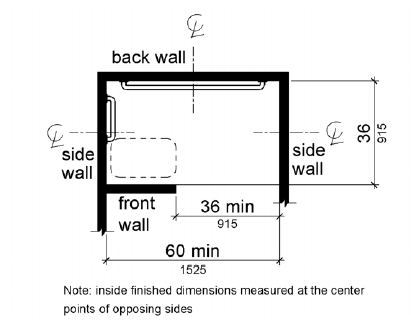 ℄
back wall
℄
℄
side
wall
side
wall
36
915
front
wall
36 min
915
60 min
1525
Note: inside finished dimensions measured at the center
points of opposing sides